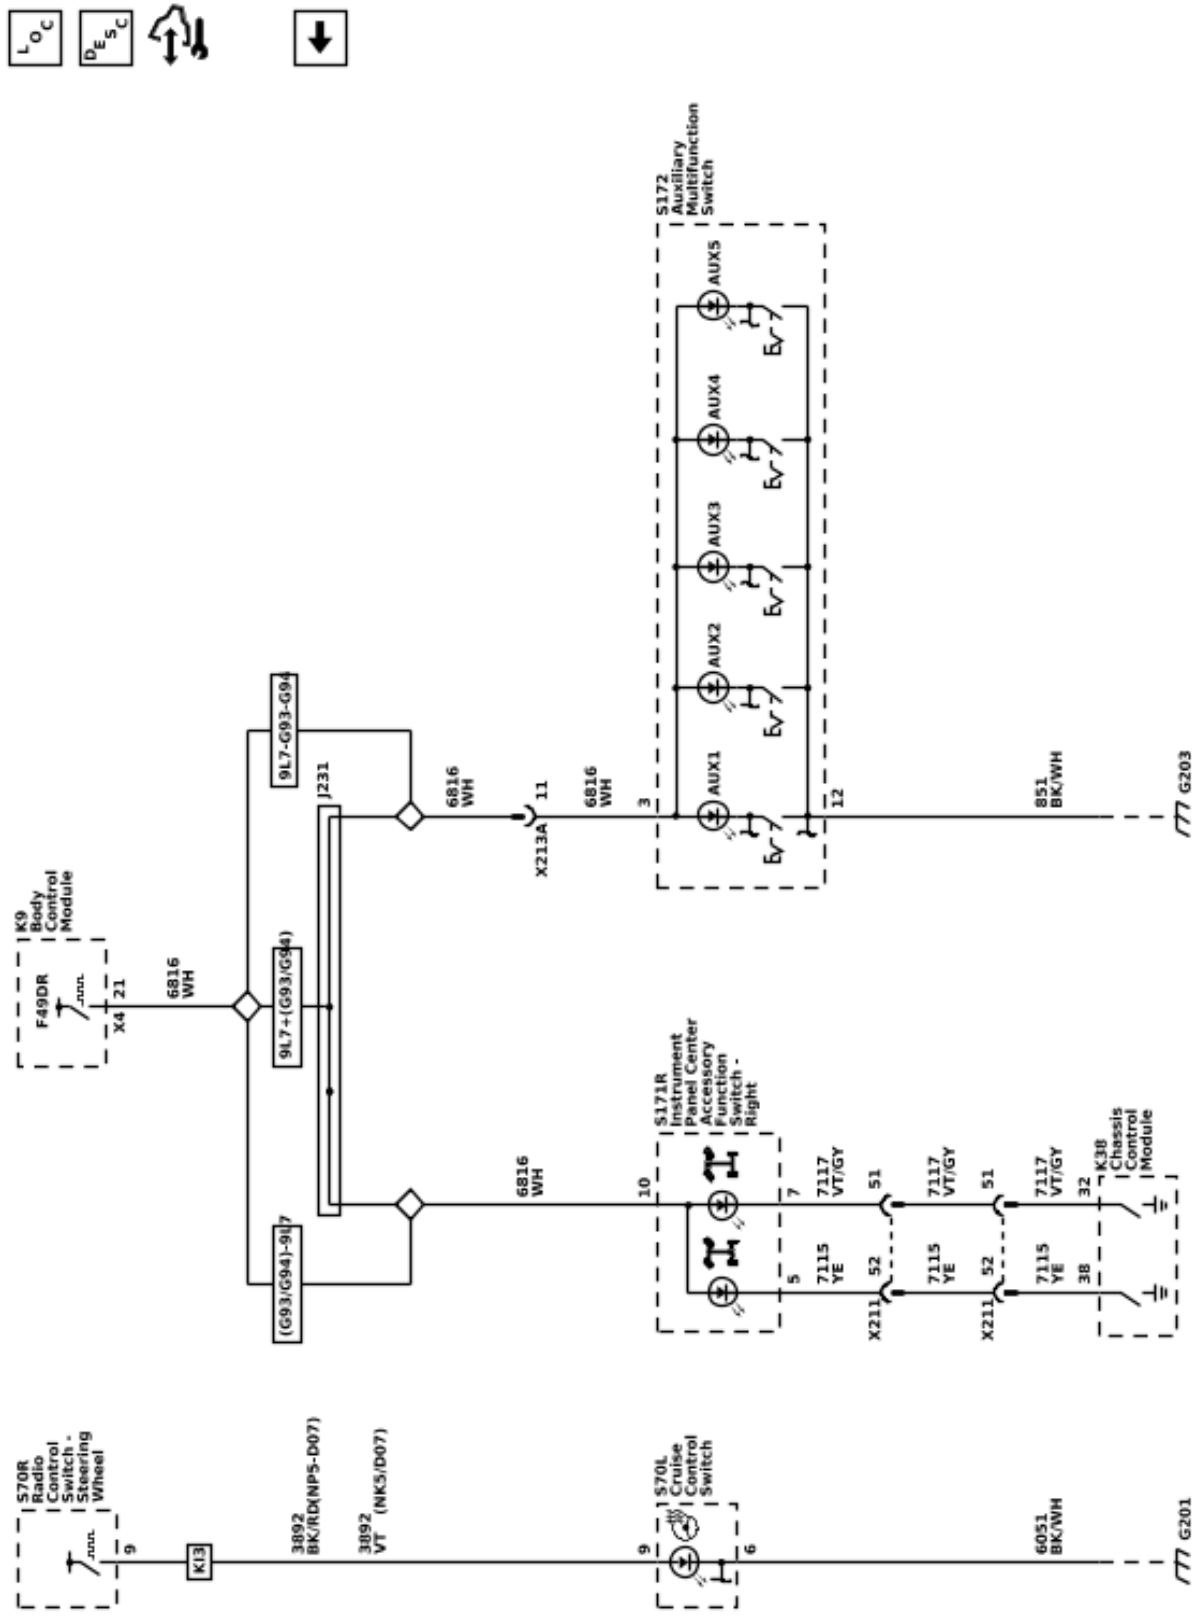 LOC
DESC
S70R
Radio
Control
Switch -
Steering
Wheel
9
KI3
3892
BK/RD(NP5-D07)
3892
VT (NK5/D07)
9
S70L
Cruise
Control
Switch
6
6051
BK/WH
G201
K9
Body
Control
Module
F49DR
X4 21
6816
WH
(G93/G94)-9L7
9L7+(G93/G94)
9L7-G93-G94
J231
6816
WH
10
S171R
Instrument
Panel Center
Accessory
Function
Switch -
Right
5
7
7115
YE
7117
VT/GY
X211 52
51
7115
YE
7117
VT/GY
X211 52
51
7115
YE
7117
VT/GY
38
32
K38
Chassis
Control
Module
6816
WH
X213A 11
6816
WH
3
S172
Auxiliary
Multifunction
Switch
AUX1
AUX2
AUX3
AUX4
AUX5
12
851
BK/WH
G203